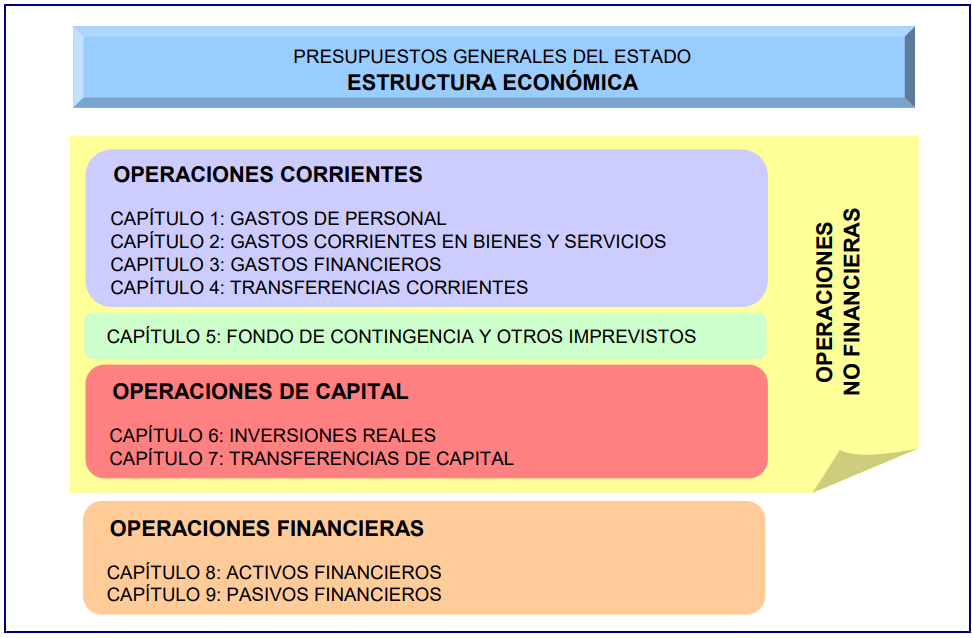 PRESUPUESTOS GENERALES DEL ESTADO
ESTRUCTURA ECONÓMICA
OPERACIONES CORRIENTES
CAPÍTULO 1: GASTOS DE PERSONAL
CAPÍTULO 2: GASTOS CORRIENTES EN BIENES Y SERVICIOS
CAPITULO 3: GASTOS FINANCIEROS
CAPÍTULO 4: TRANSFERENCIAS CORRIENTES
CAPÍTULO 5: FONDO DE CONTINGENCIA Y OTROS IMPREVISTOS
OPERACIONES DE CAPITAL
CAPÍTULO 6: INVERSIONES REALES
CAPÍTULO 7: TRANSFERENCIAS DE CAPITAL
OPERACIONES
NO FINANCIERAS
OPERACIONES FINANCIERAS
CAPÍTULO 8: ACTIVOS FINANCIEROS
CAPÍTULO 9: PASIVOS FINANCIEROS